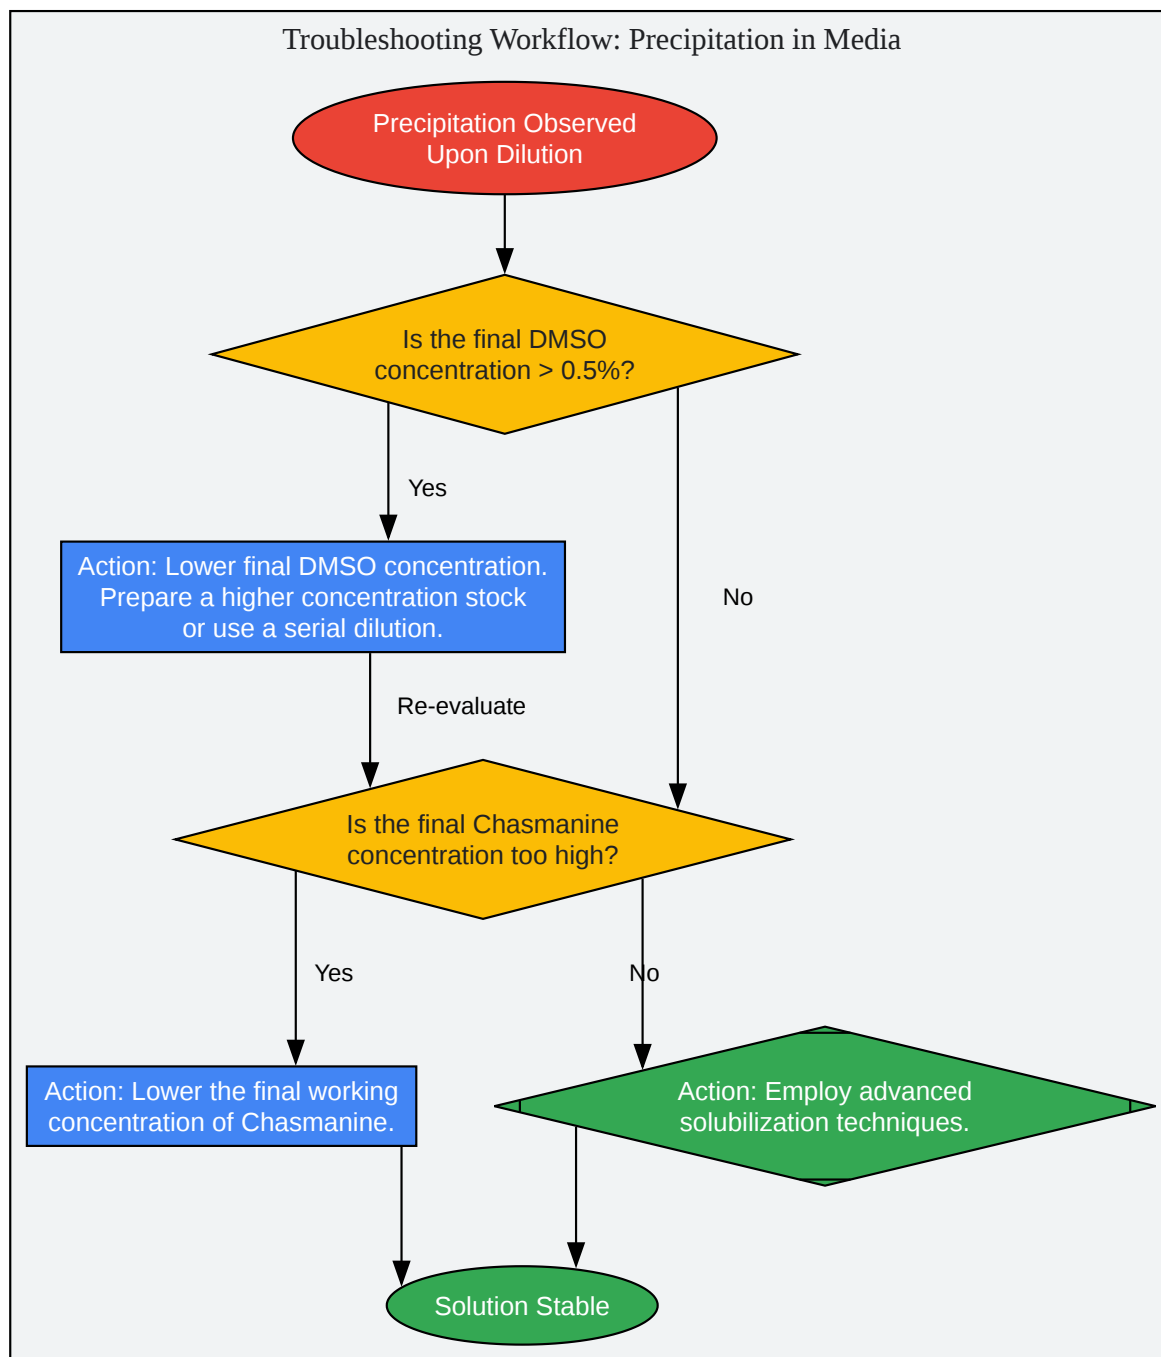 Troubleshooting Workflow: Precipitation in Media
Precipitation Observed
Upon Dilution
Is the final DMSO
concentration > 0.5%?
Yes
Action: Lower final DMSO concentration.
Prepare a higher concentration stock
or use a serial dilution.
No
Re-evaluate
Is the final Chasmanine
concentration too high?
Yes
No
Action: Lower the final working
concentration of Chasmanine.
Action: Employ advanced
solubilization techniques.
Solution Stable